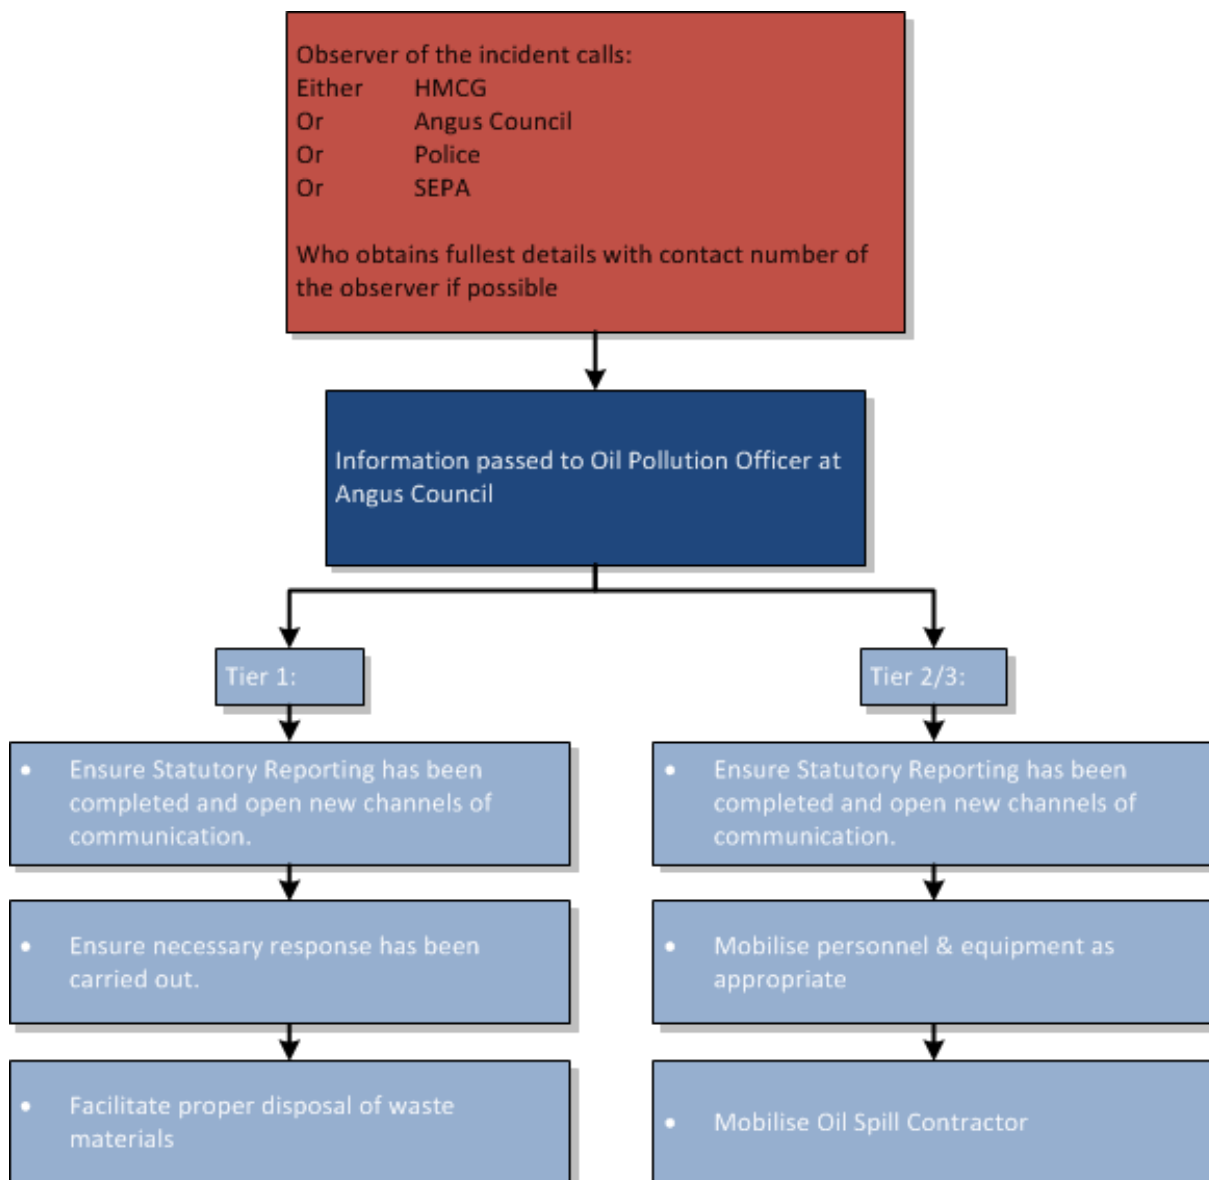 Observer of the incident calls:
Either HMCG
Or Angus Council
Or Police
Or SEPA
Who obtains fullest details with contact number of
the observer if possible
Information passed to Oil Pollution Officer at
Angus Council
Tier 1:
• Ensure Statutory Reporting has been
completed and open new channels of
communication.
• Ensure necessary response has been
carried out.
• Facilitate proper disposal of waste
materials
Tier 2/3:
• Ensure Statutory Reporting has been
completed and open new channels of
communication.
• Mobilise personnel & equipment as
appropriate
• Mobilise Oil Spill Contractor